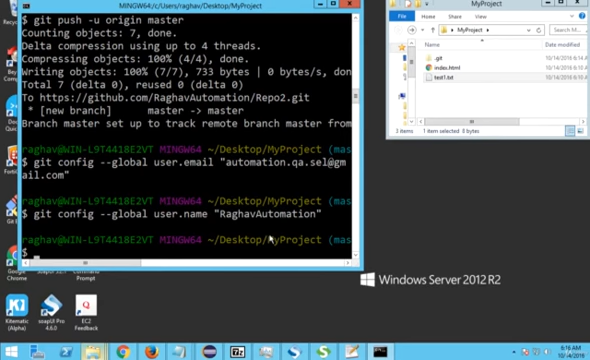 MINGW64:/c/Users/raghav/Desktop/MyProject
$ git push -u origin master
Counting objects: 7, done.
Delta compression using up to 4 threads.
Compressing objects: 100% (4/4), done.
Writing objects: 100% (7/7), 733 bytes | 0 bytes/s, don
Total 7 (delta 0), reused 0 (delta 0)
To https://github.com/RaghavAutomation/Repo2.git
* [new branch] master -> master
Branch master set up to track remote branch master from
raghav@WIN-L9T4418E2VT MINGW64 ~/Desktop/MyProject (mas
$ git config --global user.email "automation.qa.sel@gm
ail.com"
raghav@WIN-L9T4418E2VT MINGW64 ~/Desktop/MyProject (mas
$ git config --global user.name "RaghavAutomation"
raghav@WIN-L9T4418E2VT MINGW64 ~/Desktop/MyProject (mas
$
MyProject
File Home Share View
MyProject
Name Date modified
.git
index.html
test1.txt
3 items 1 item selected 8 bytes
Windows Server 2012 R2
Google
Chrome
Command
Prompt
Kitematic
(Alpha)
soapUI Pro
4.6.0
EC2
Feedback
6:16 AM